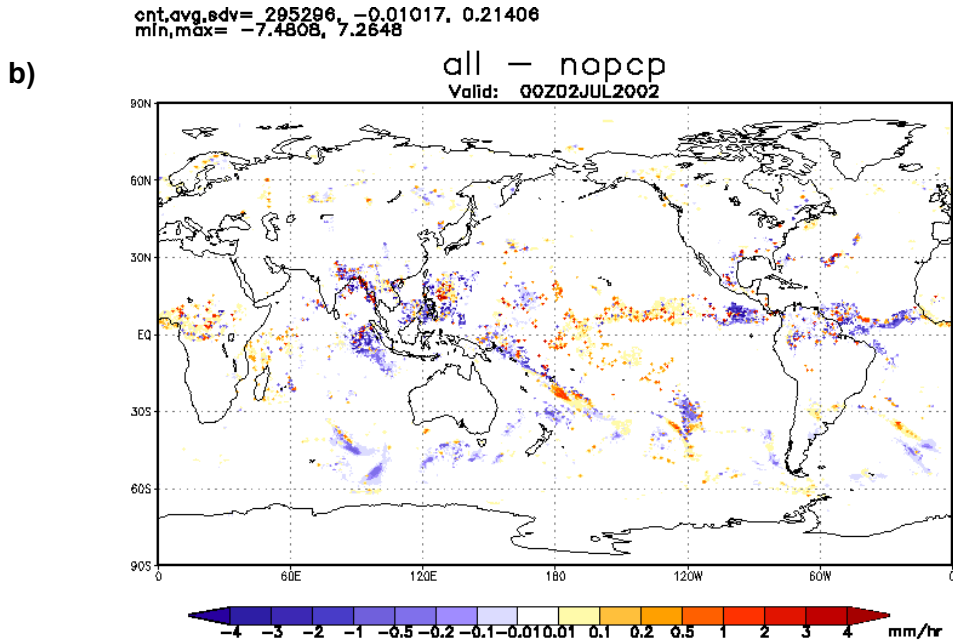 cnt,avg,sdv= 295296, -0.01017, 0.21406
min,max= -7.4808, 7.2648
b)
all - nopcp
Valid: 00Z02JUL2002
90N
60N
30N
EQ
30S
60S
90S
0 60E 120E 180 120W 60W 0
-4 -3 -2 -1 -0.5 -0.2 -0.1 -0.01 0.01 0.1 0.2 0.5 1 2 3 4 mm/hr